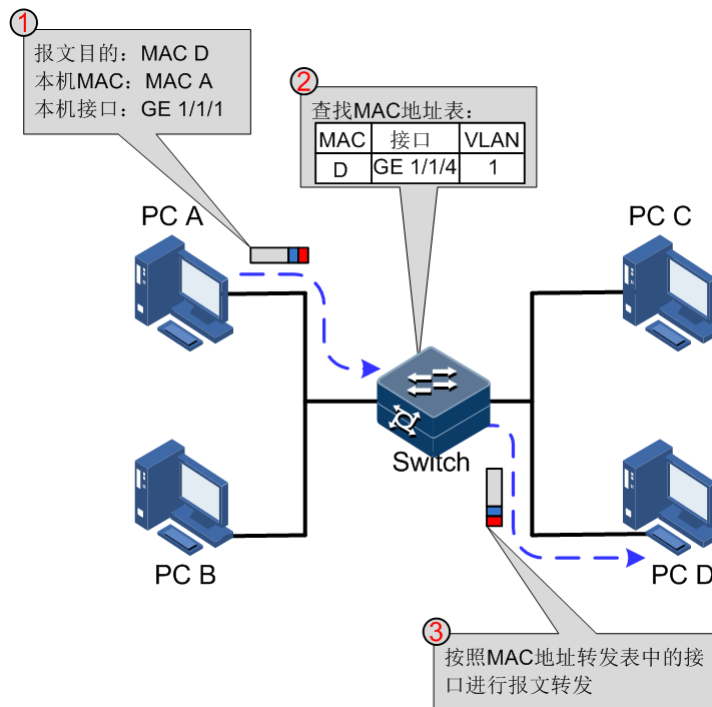 ①
报文目的：MAC D
本机MAC：MAC A
本机接口：GE 1/1/1
②
查找MAC地址表：
MAC 接口 VLAN
D GE 1/1/4 1
PC A
PC C
Switch
PC B
PC D
③
按照MAC地址转发表中的接
口进行报文转发